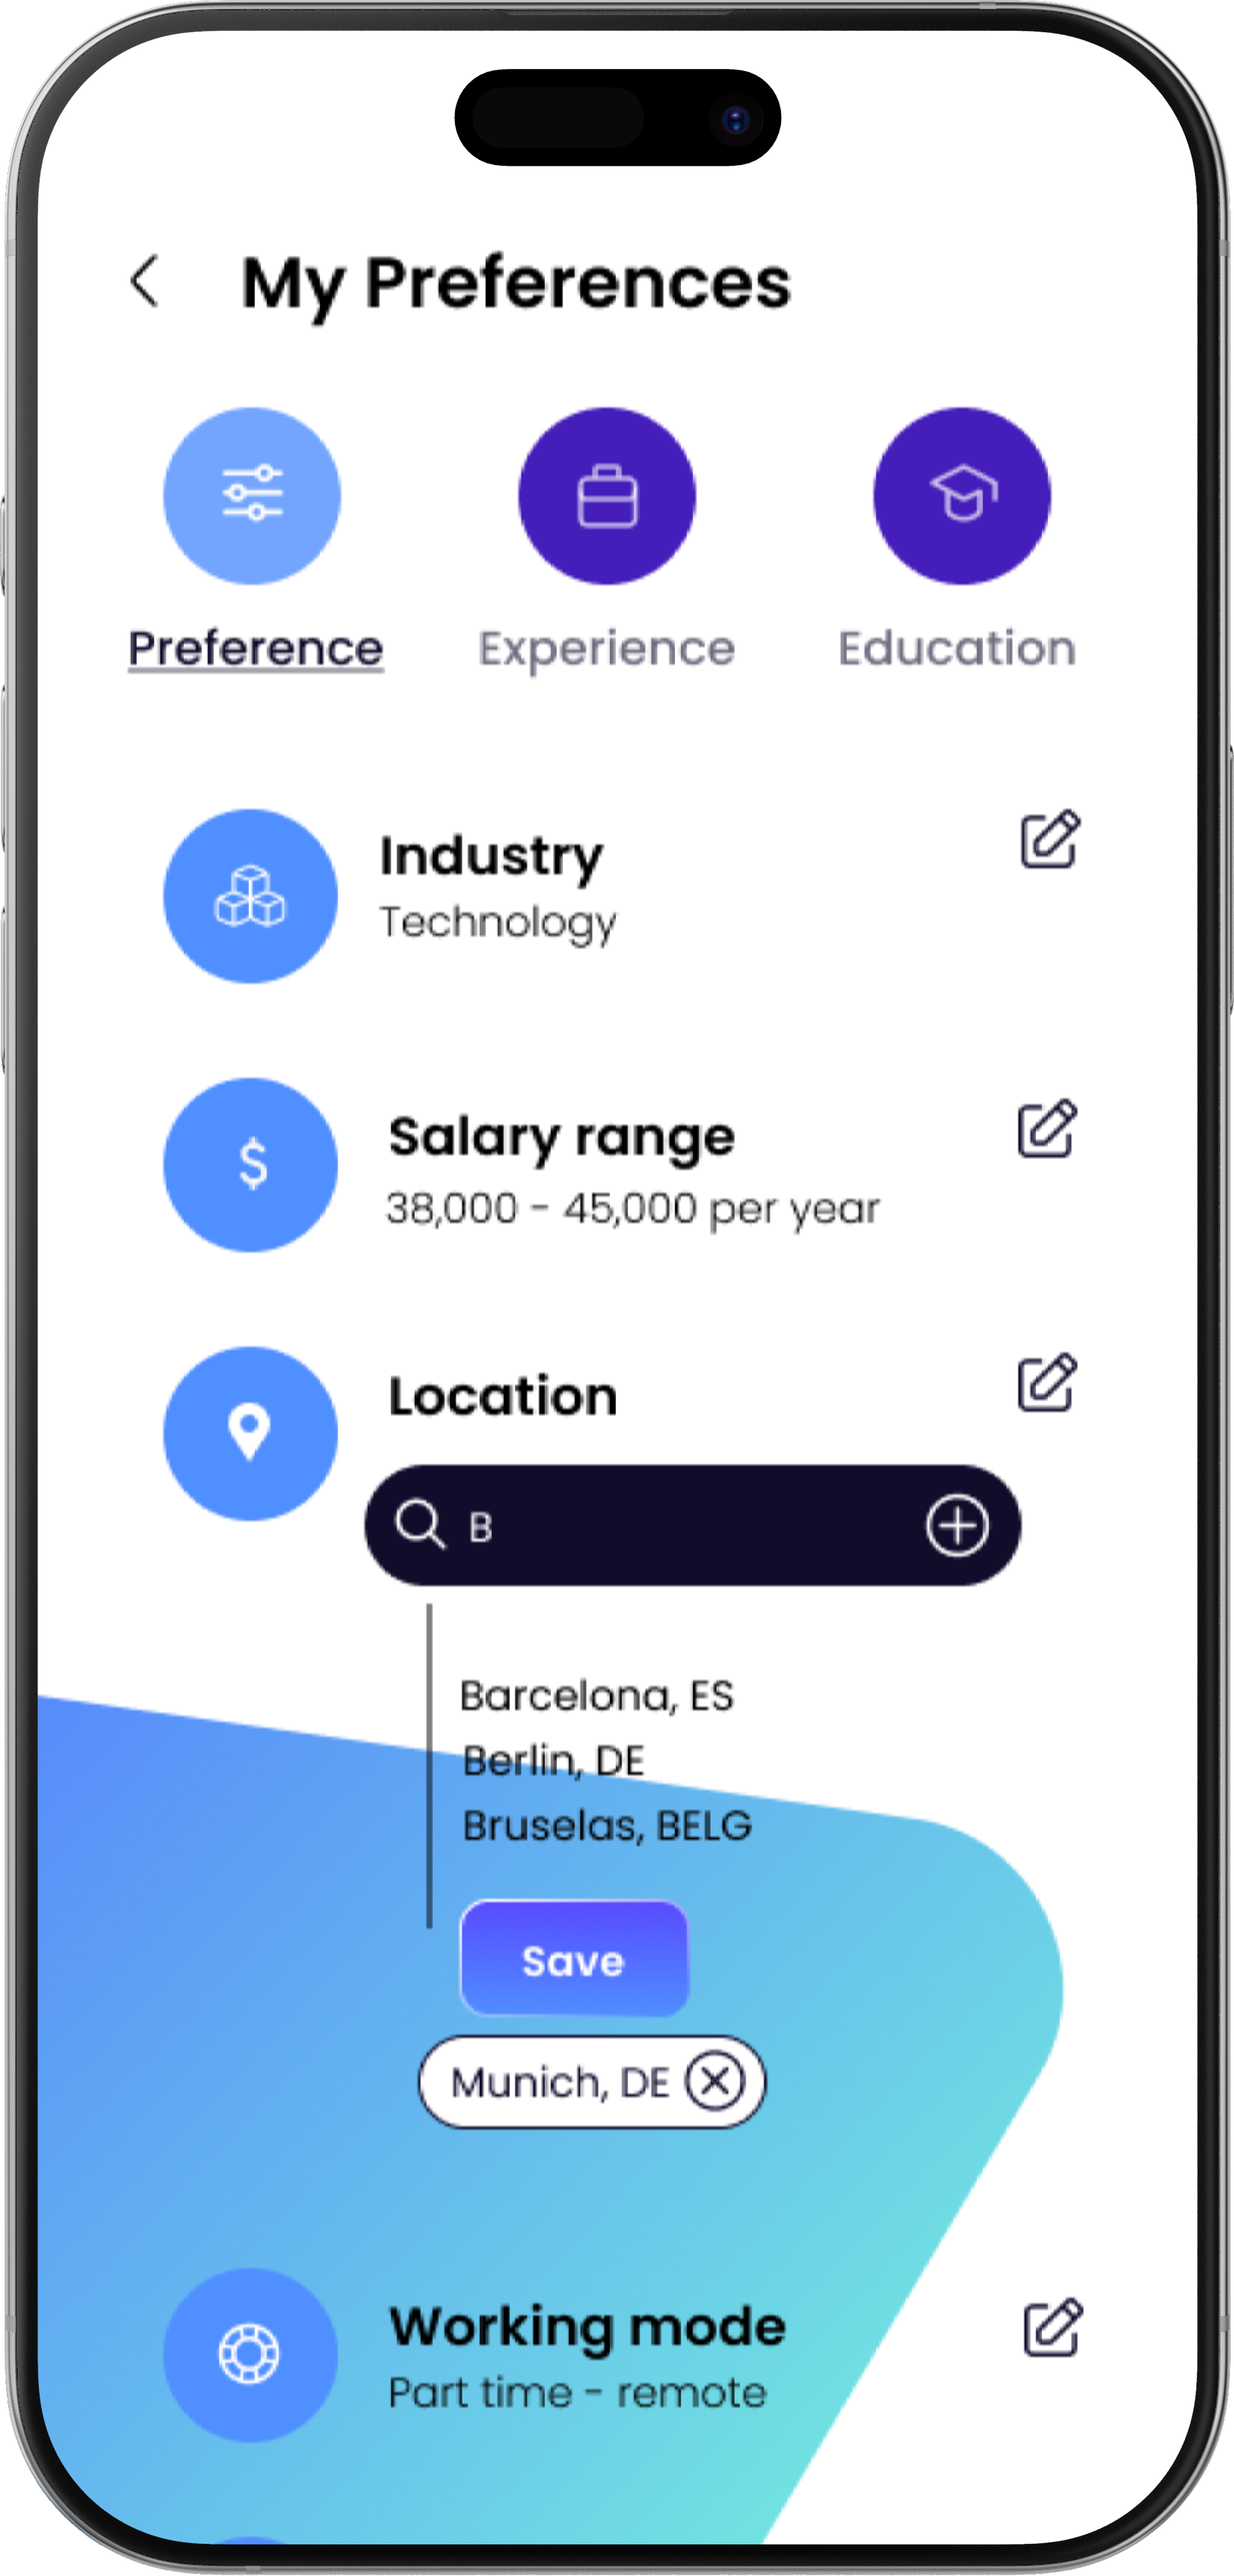 My Preferences
Preference Experience Education
Industry
Technology
Salary range
38,000 - 45,000 per year
Location
B
Barcelona, ES
Berlin, DE
Bruselas, BELG
Save
Munich, DE
Working mode
Part time - remote